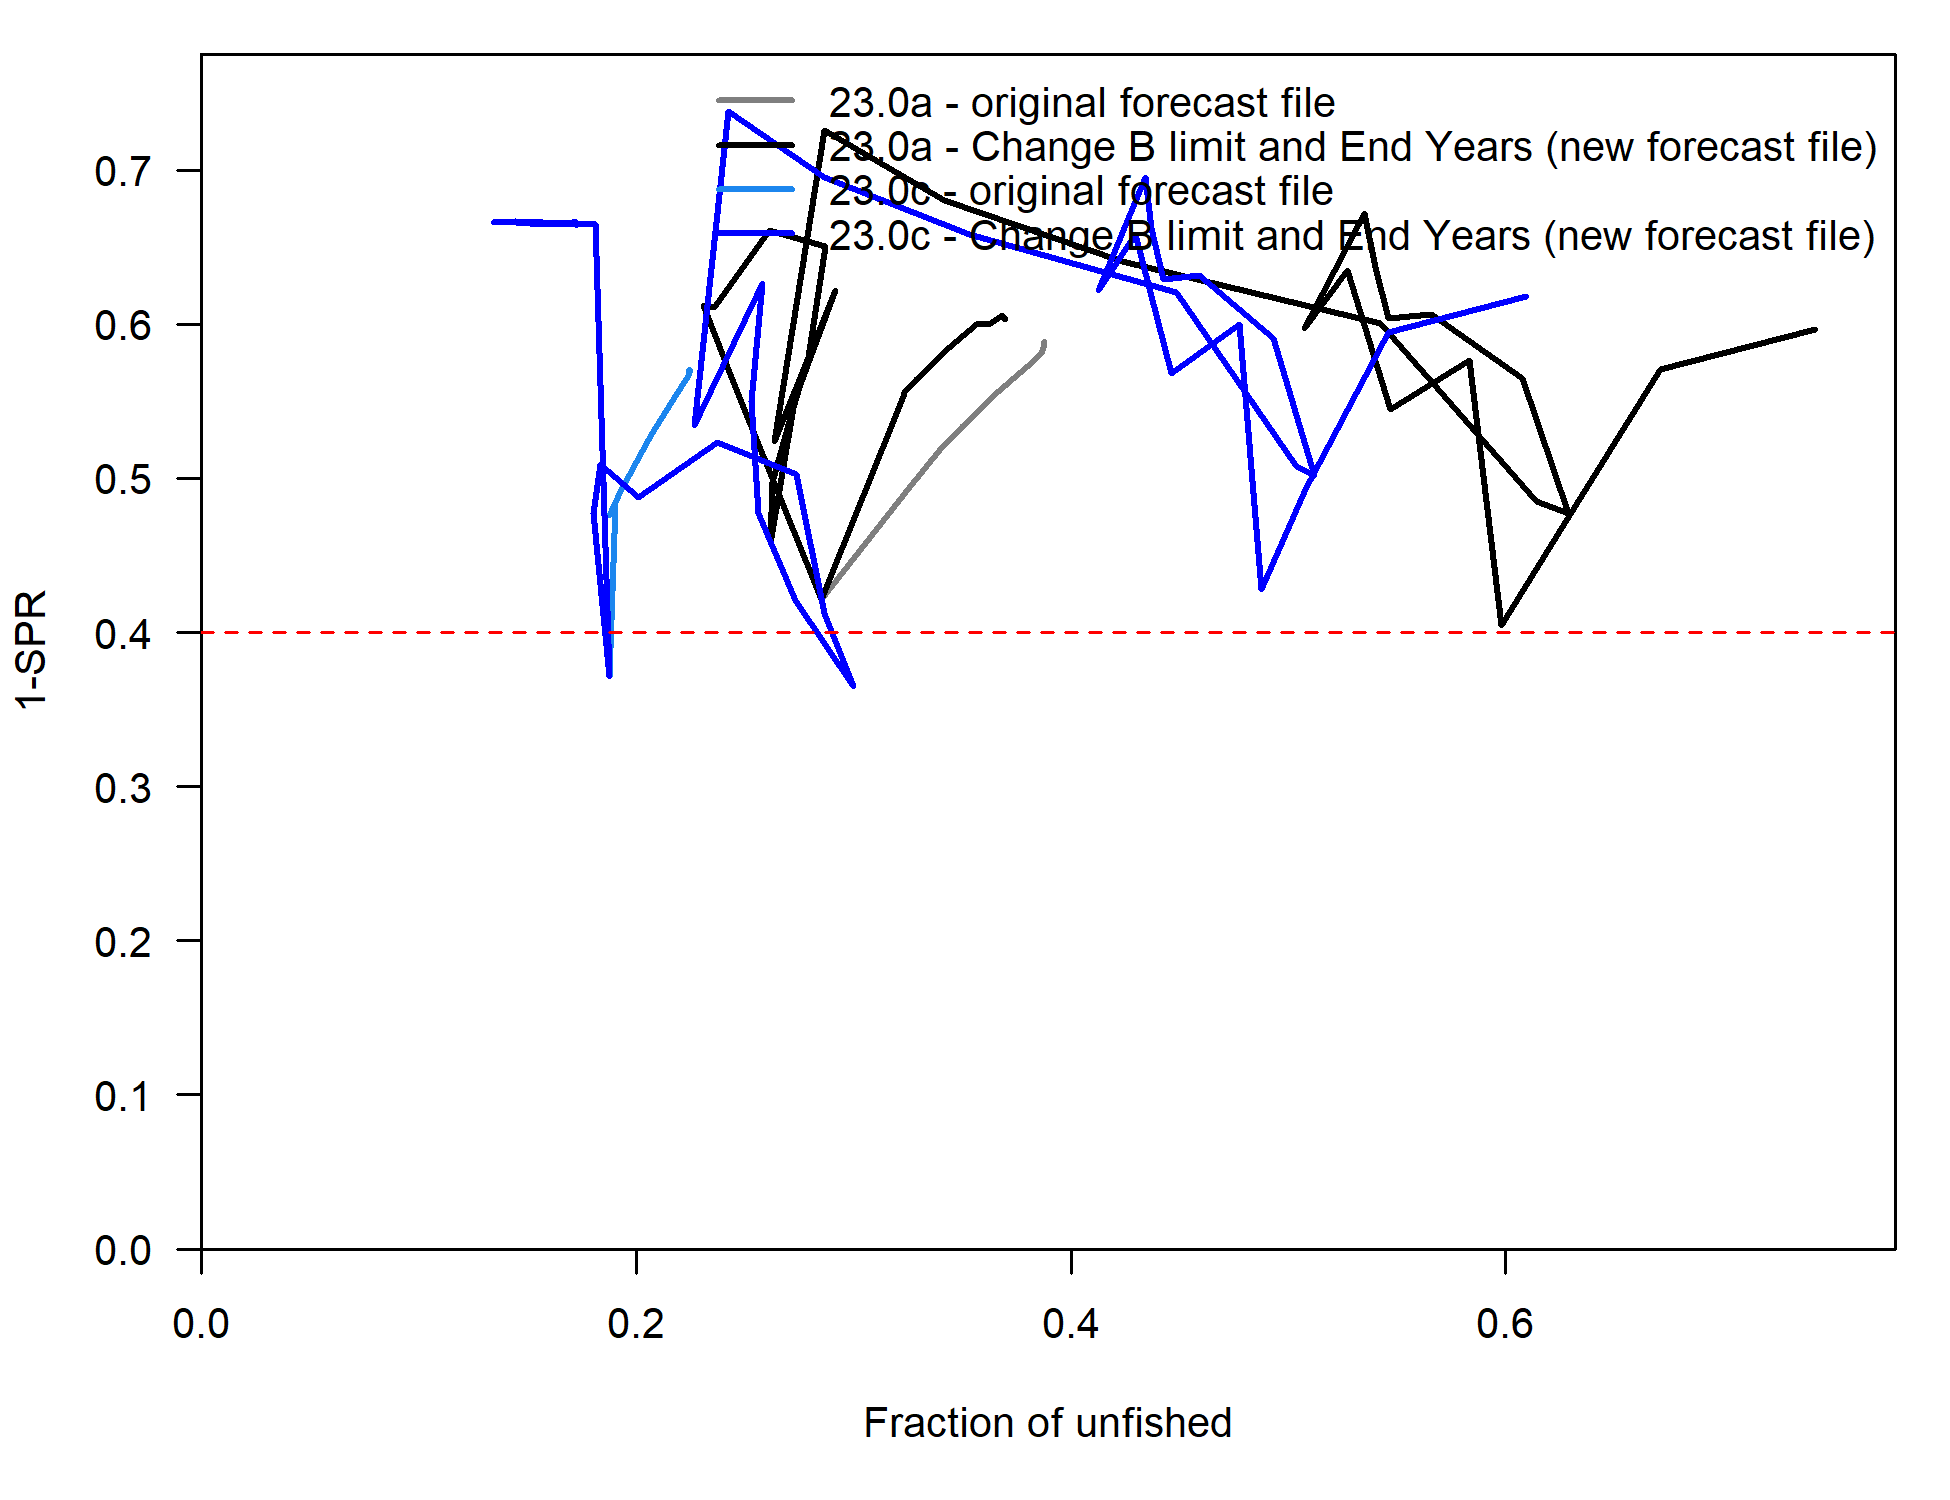 23.0a - original forecast file
23.0a - Change B limit and End Years (new forecast file)
23.0c - original forecast file
23.0c - Change B limit and End Years (new forecast file)
1-SPR
0.7
0.6
0.5
0.4
0.3
0.2
0.1
0.0
0.0 0.2 0.4 0.6
Fraction of unfished